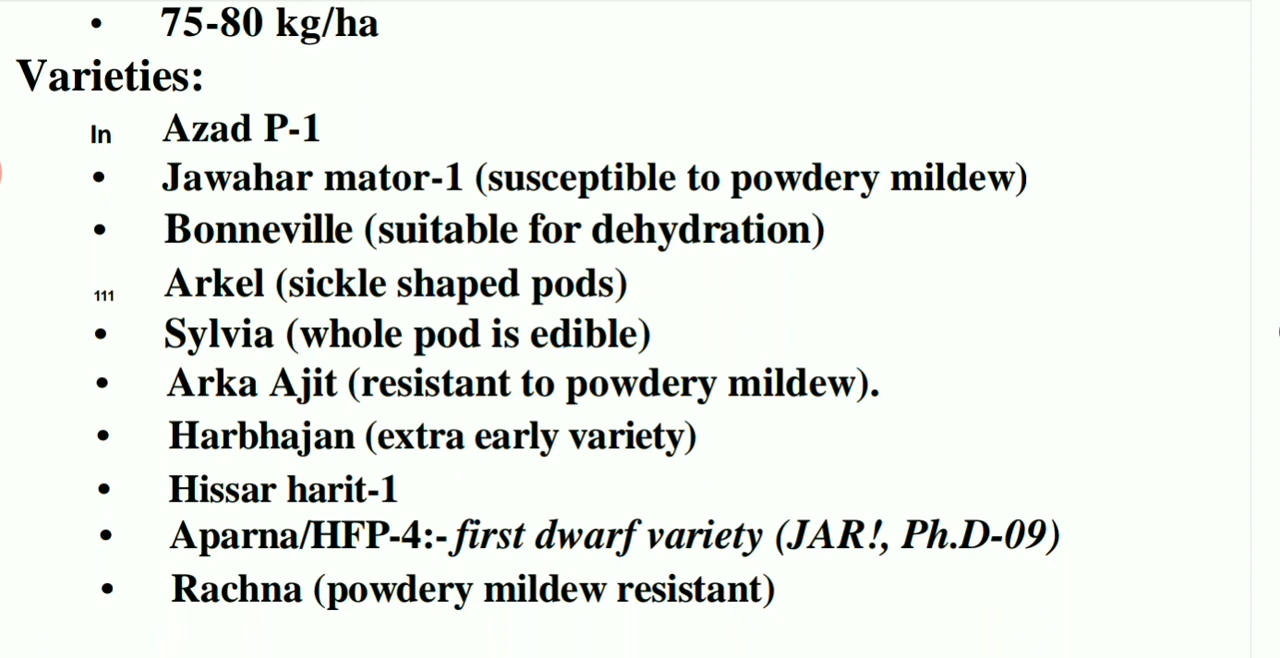 • 75-80 kg/ha
Varieties:
In Azad P-1
• Jawahar mator-1 (susceptible to powdery mildew)
• Bonneville (suitable for dehydration)
111 Arkel (sickle shaped pods)
• Sylvia (whole pod is edible)
• Arka Ajit (resistant to powdery mildew).
• Harbhajan (extra early variety)
• Hissar harit-1
• Aparna/HFP-4:-first dwarf variety (JAR!, Ph.D-09)
• Rachna (powdery mildew resistant)